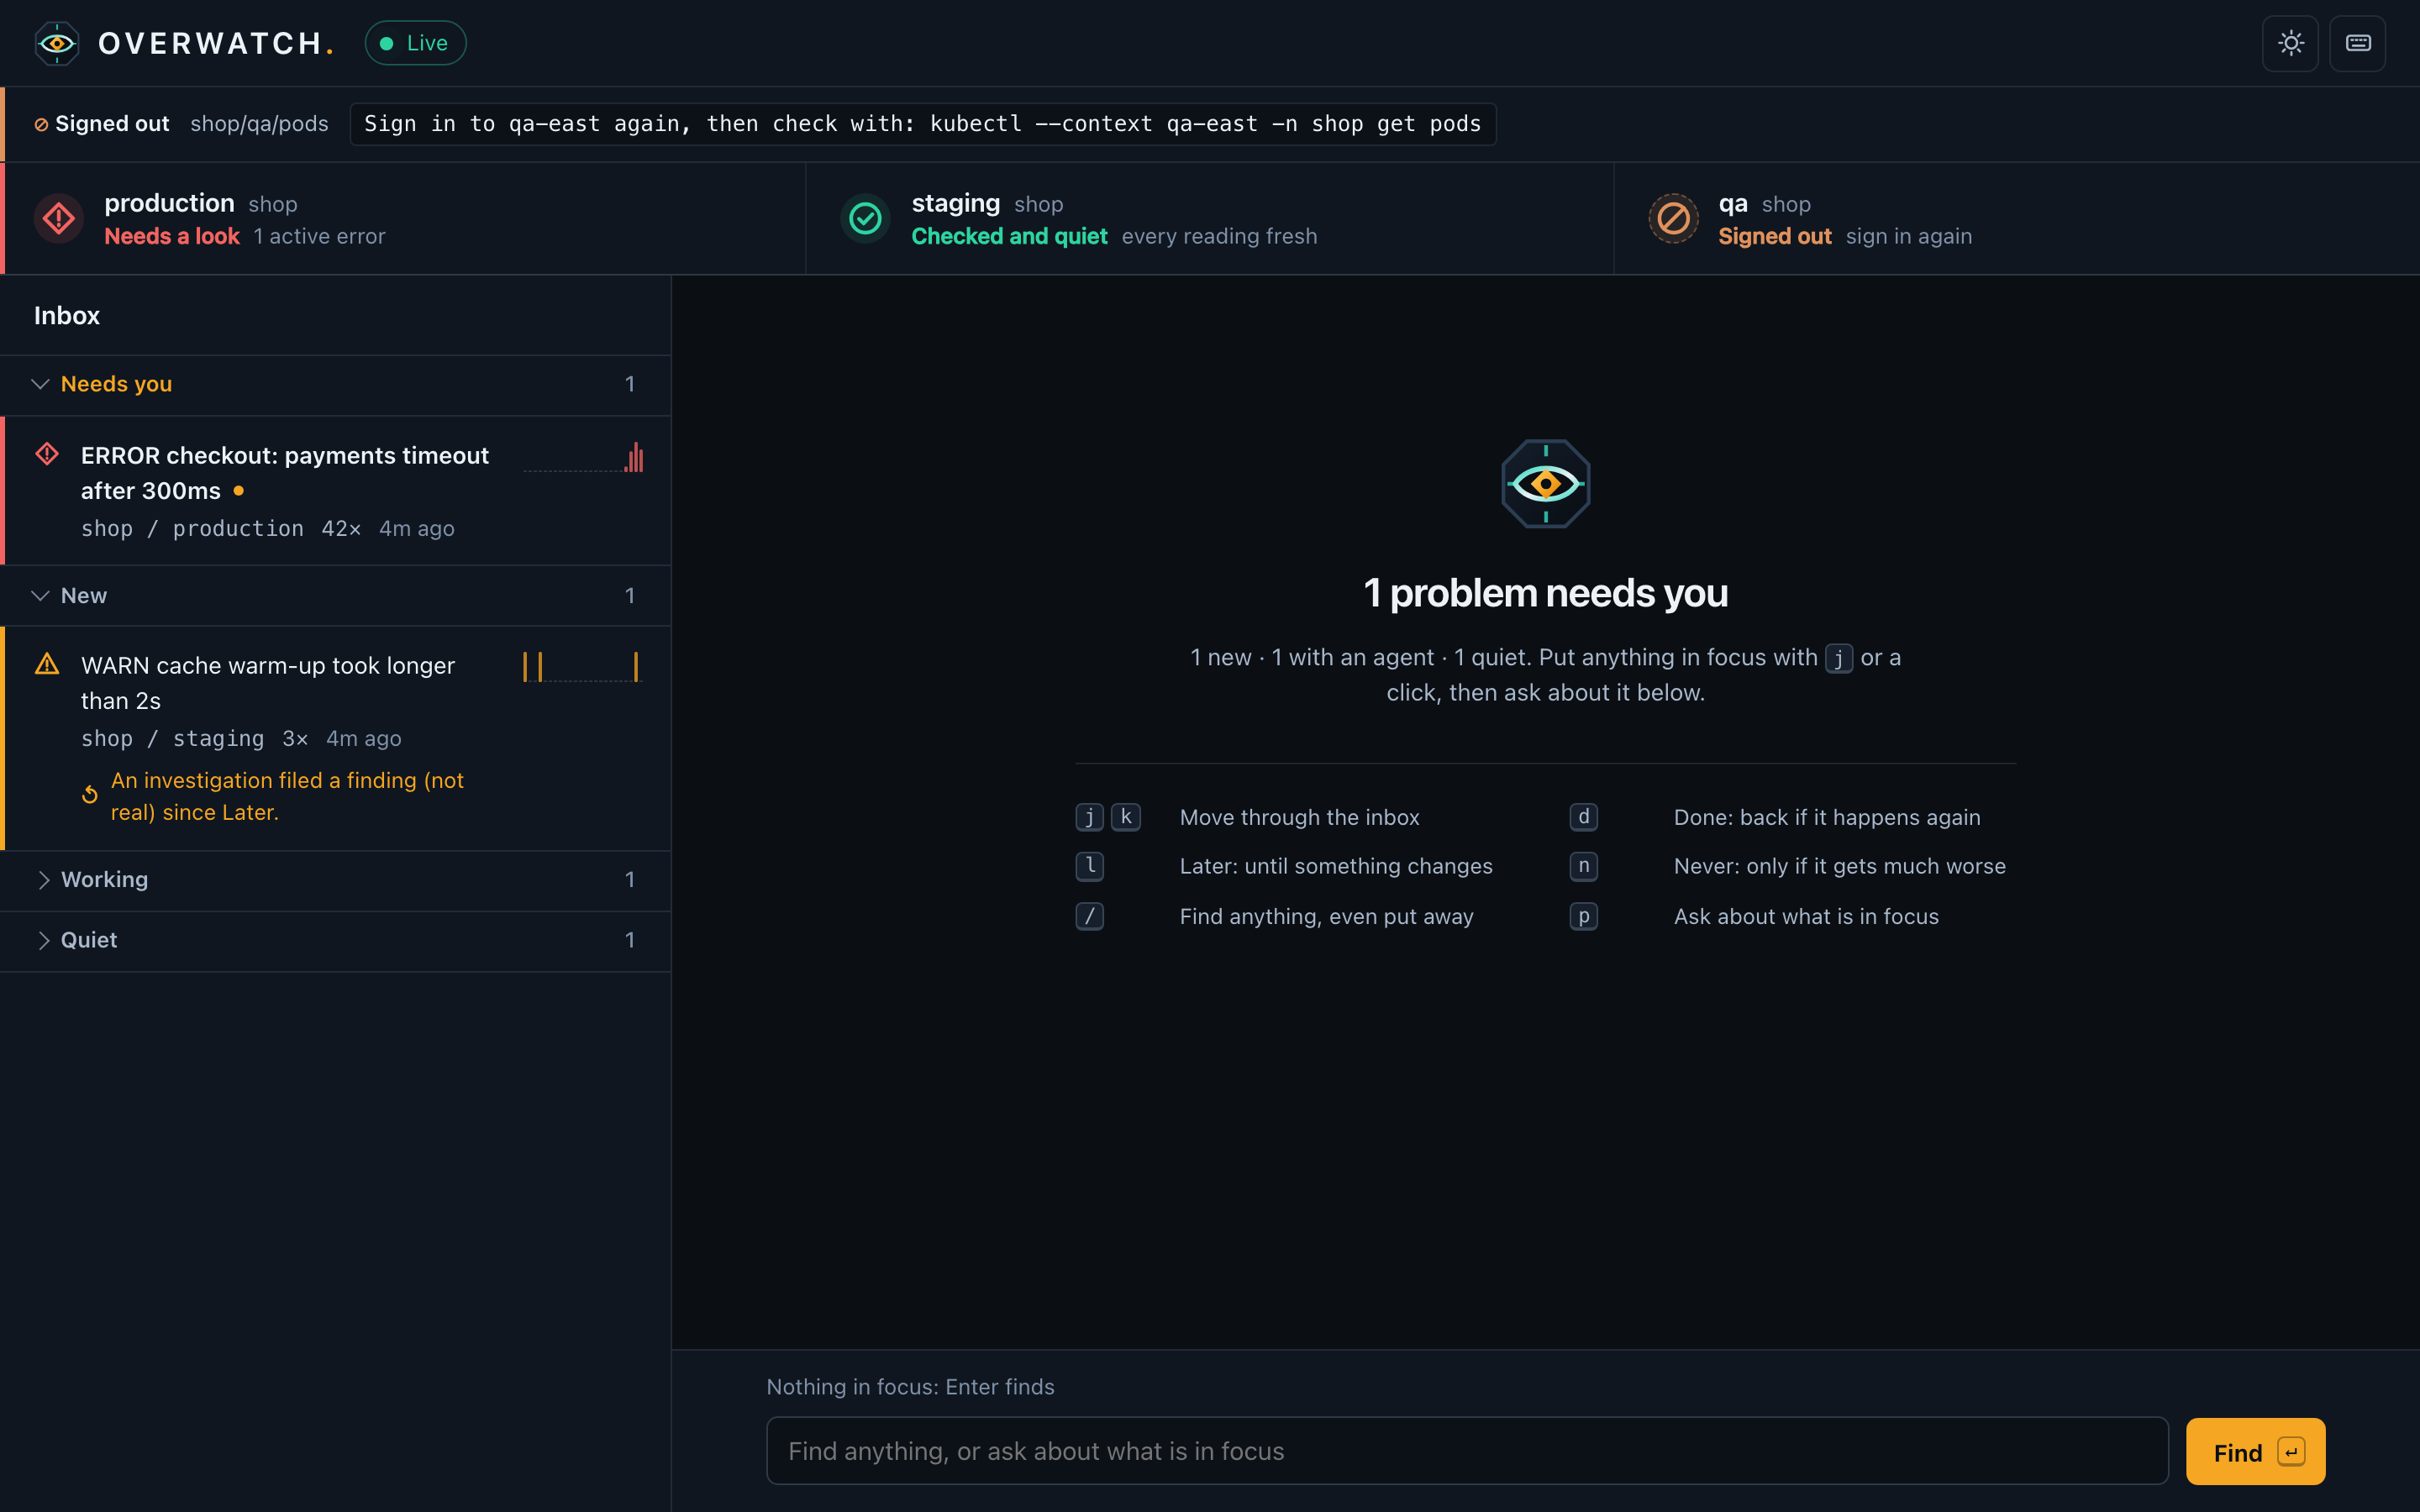 OVERWATCH. Live
Signed out shop/qa/pods Sign in to qa-east again, then check with: kubectl --context qa-east -n shop get pods
production shop
Needs a look 1 active error
staging shop
Checked and quiet every reading fresh
qa shop
Signed out sign in again
Inbox
Needs you 1
ERROR checkout: payments timeout
after 300ms
shop / production 42× 4m ago
New 1
WARN cache warm-up took longer
than 2s
shop / staging 3× 4m ago
An investigation filed a finding (not
real) since Later.
Working 1
Quiet 1
1 problem needs you
1 new · 1 with an agent · 1 quiet. Put anything in focus with j or a
click, then ask about it below.
j k Move through the inbox d Done: back if it happens again
l Later: until something changes n Never: only if it gets much worse
/ Find anything, even put away p Ask about what is in focus
Nothing in focus: Enter finds
Find anything, or ask about what is in focus
Find ↵